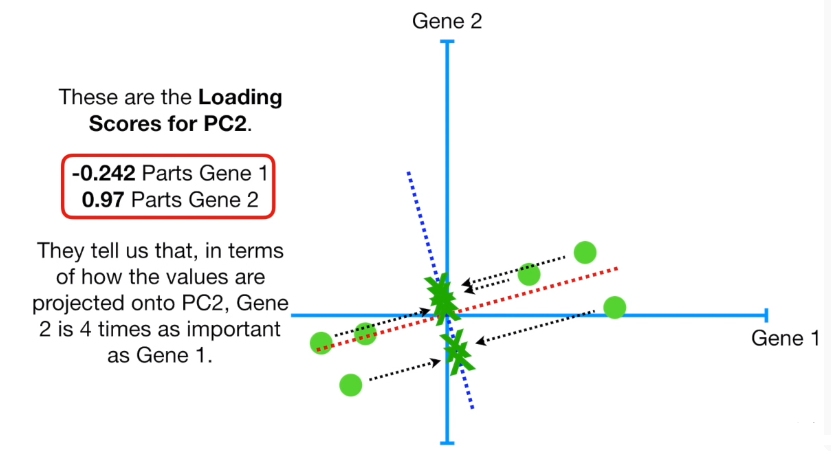 Gene 2
These are the Loading
Scores for PC2.
-0.242 Parts Gene 1
0.97 Parts Gene 2
They tell us that, in terms
of how the values are
projected onto PC2, Gene
2 is 4 times as important
as Gene 1.
Gene 1